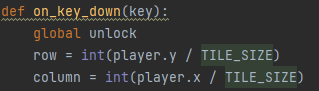 def on_key_down(key):
    global unlock
    row = int(player.y / TILE_SIZE)
    column = int(player.x / TILE_SIZE)